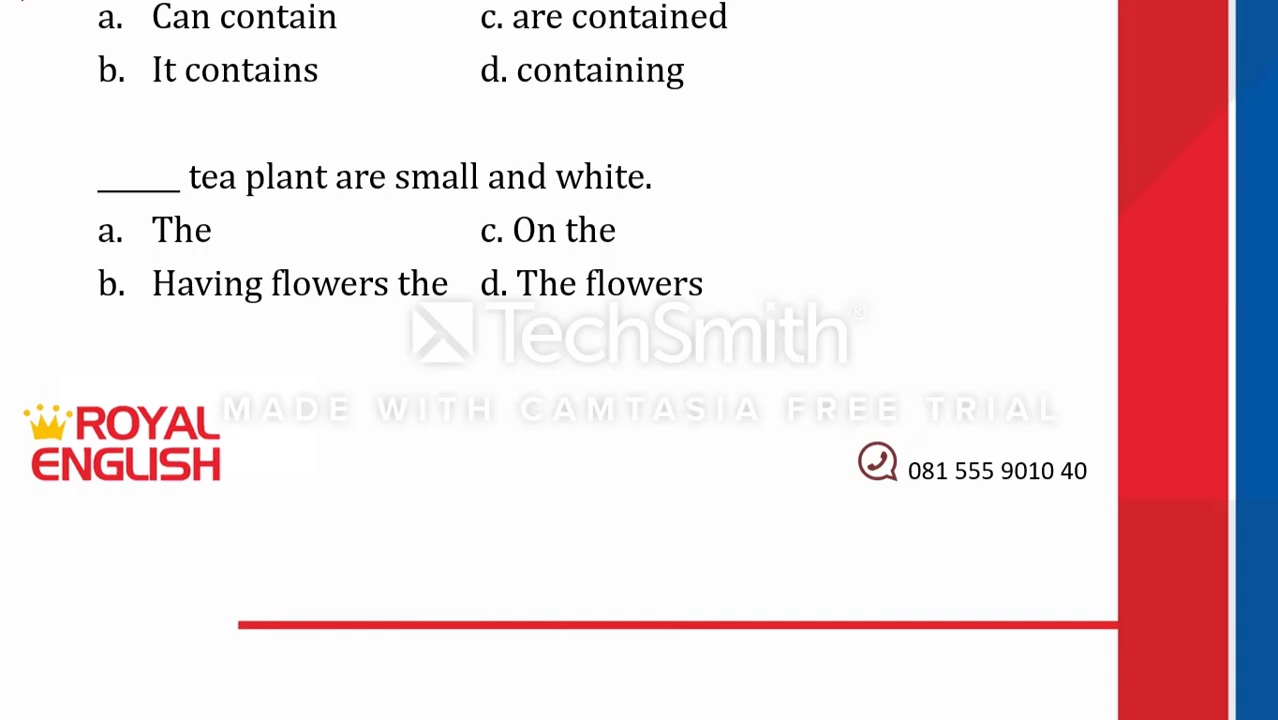 a. Can contain c. are contained
b. It contains d. containing
_____ tea plant are small and white.
a. The c. On the
b. Having flowers the d. The flowers
TechSmith®
MADE WITH CAMTASIA FREE TRIAL
ROYAL
ENGLISH
081 555 9010 40